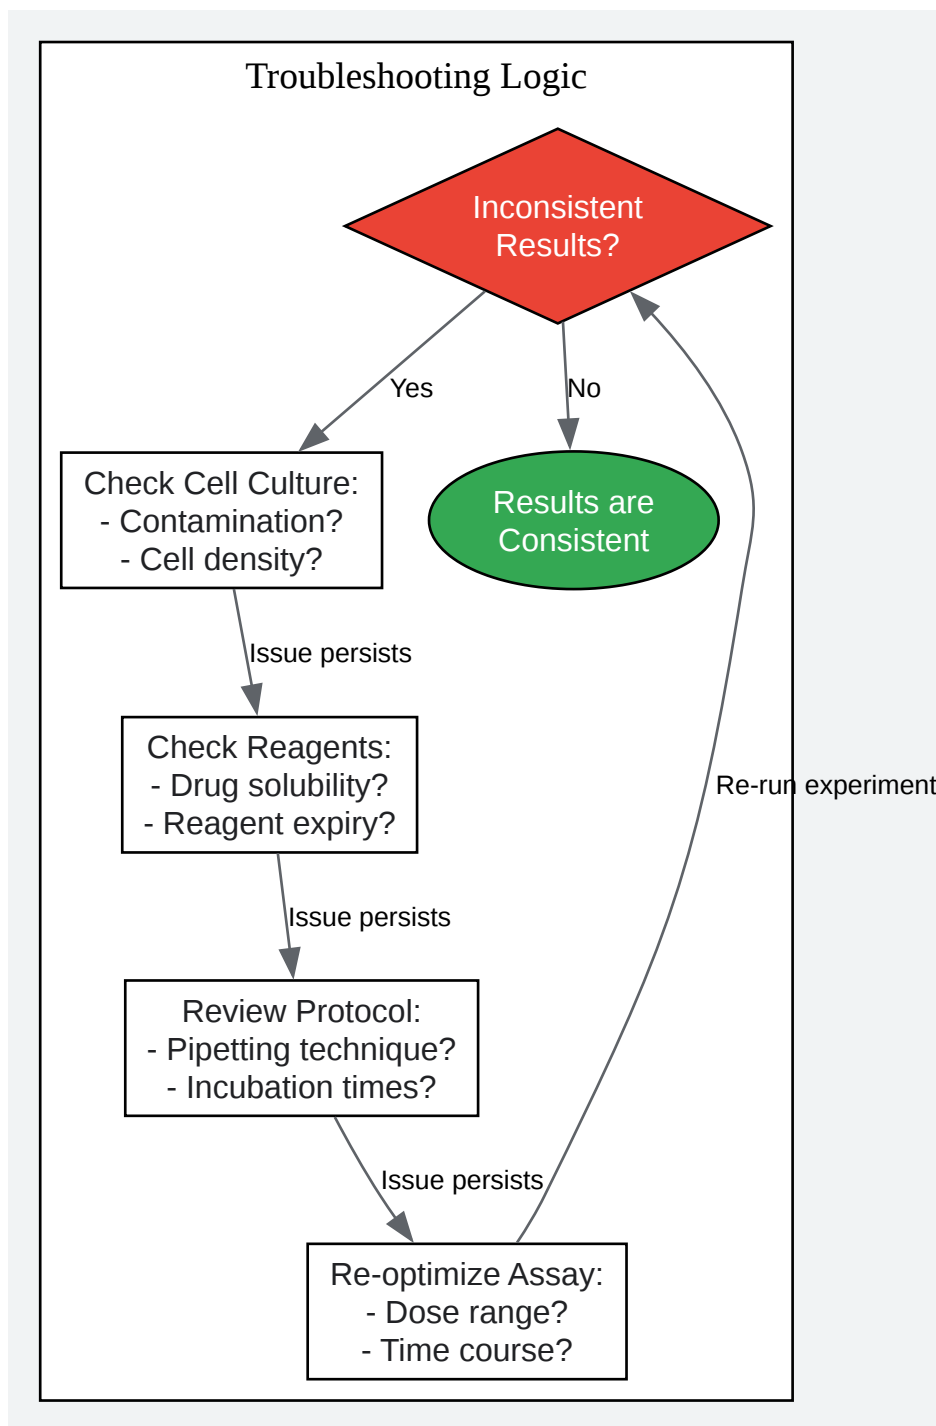 Troubleshooting Logic
Inconsistent
Results?
Yes
No
Check Cell Culture:
- Contamination?
- Cell density?
Results are
Consistent
Issue persists
Check Reagents:
- Drug solubility?
- Reagent expiry?
Re-run experiment
Issue persists
Review Protocol:
- Pipetting technique?
- Incubation times?
Issue persists
Re-optimize Assay:
- Dose range?
- Time course?